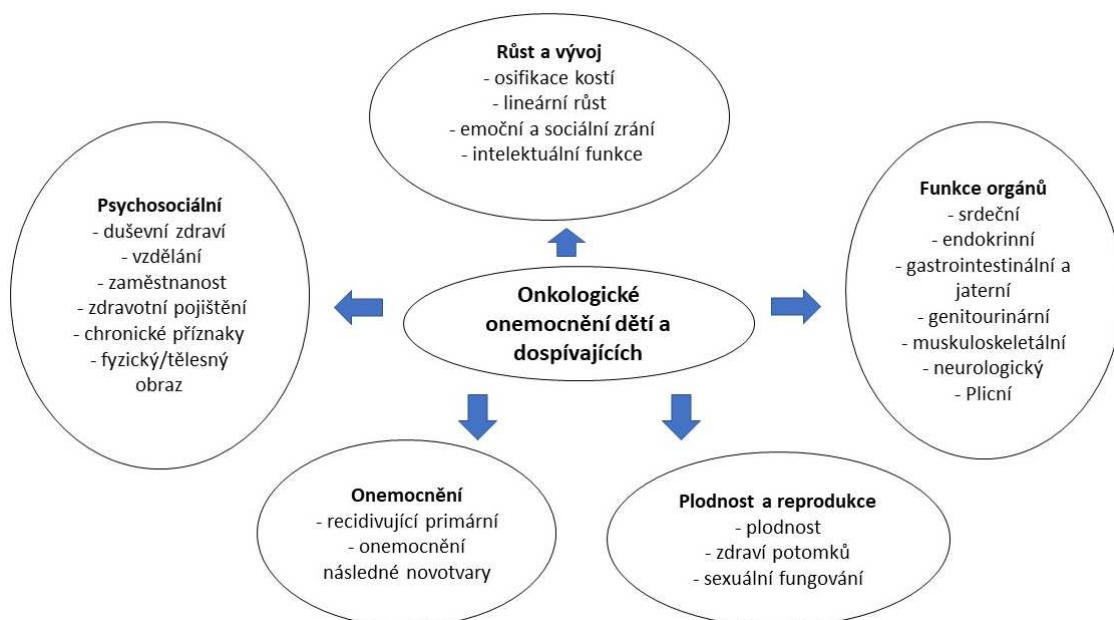 Růst a vývoj
- osifikace kostí
- lineární růst
- emoční a sociální zrání
- intelektuální funkce
Psychosociální
- duševní zdraví
- vzdělání
- zaměstnanost
- zdravotní pojištění
- chronické příznaky
- fyzický/tělesný
obraz
Onkologické
onemocnění dětí a
dospívajících
Funkce orgánů
- srdeční
- endokrinní
- gastrointestinální a
jaterní
- genitourinární
- muskuloskeletální
- neurologický
- Plicní
Onemocnění
- recidivující primární
- onemocnění
následné novotvary
Plodnost a reprodukce
- plodnost
- zdraví potomků
- sexuální fungování